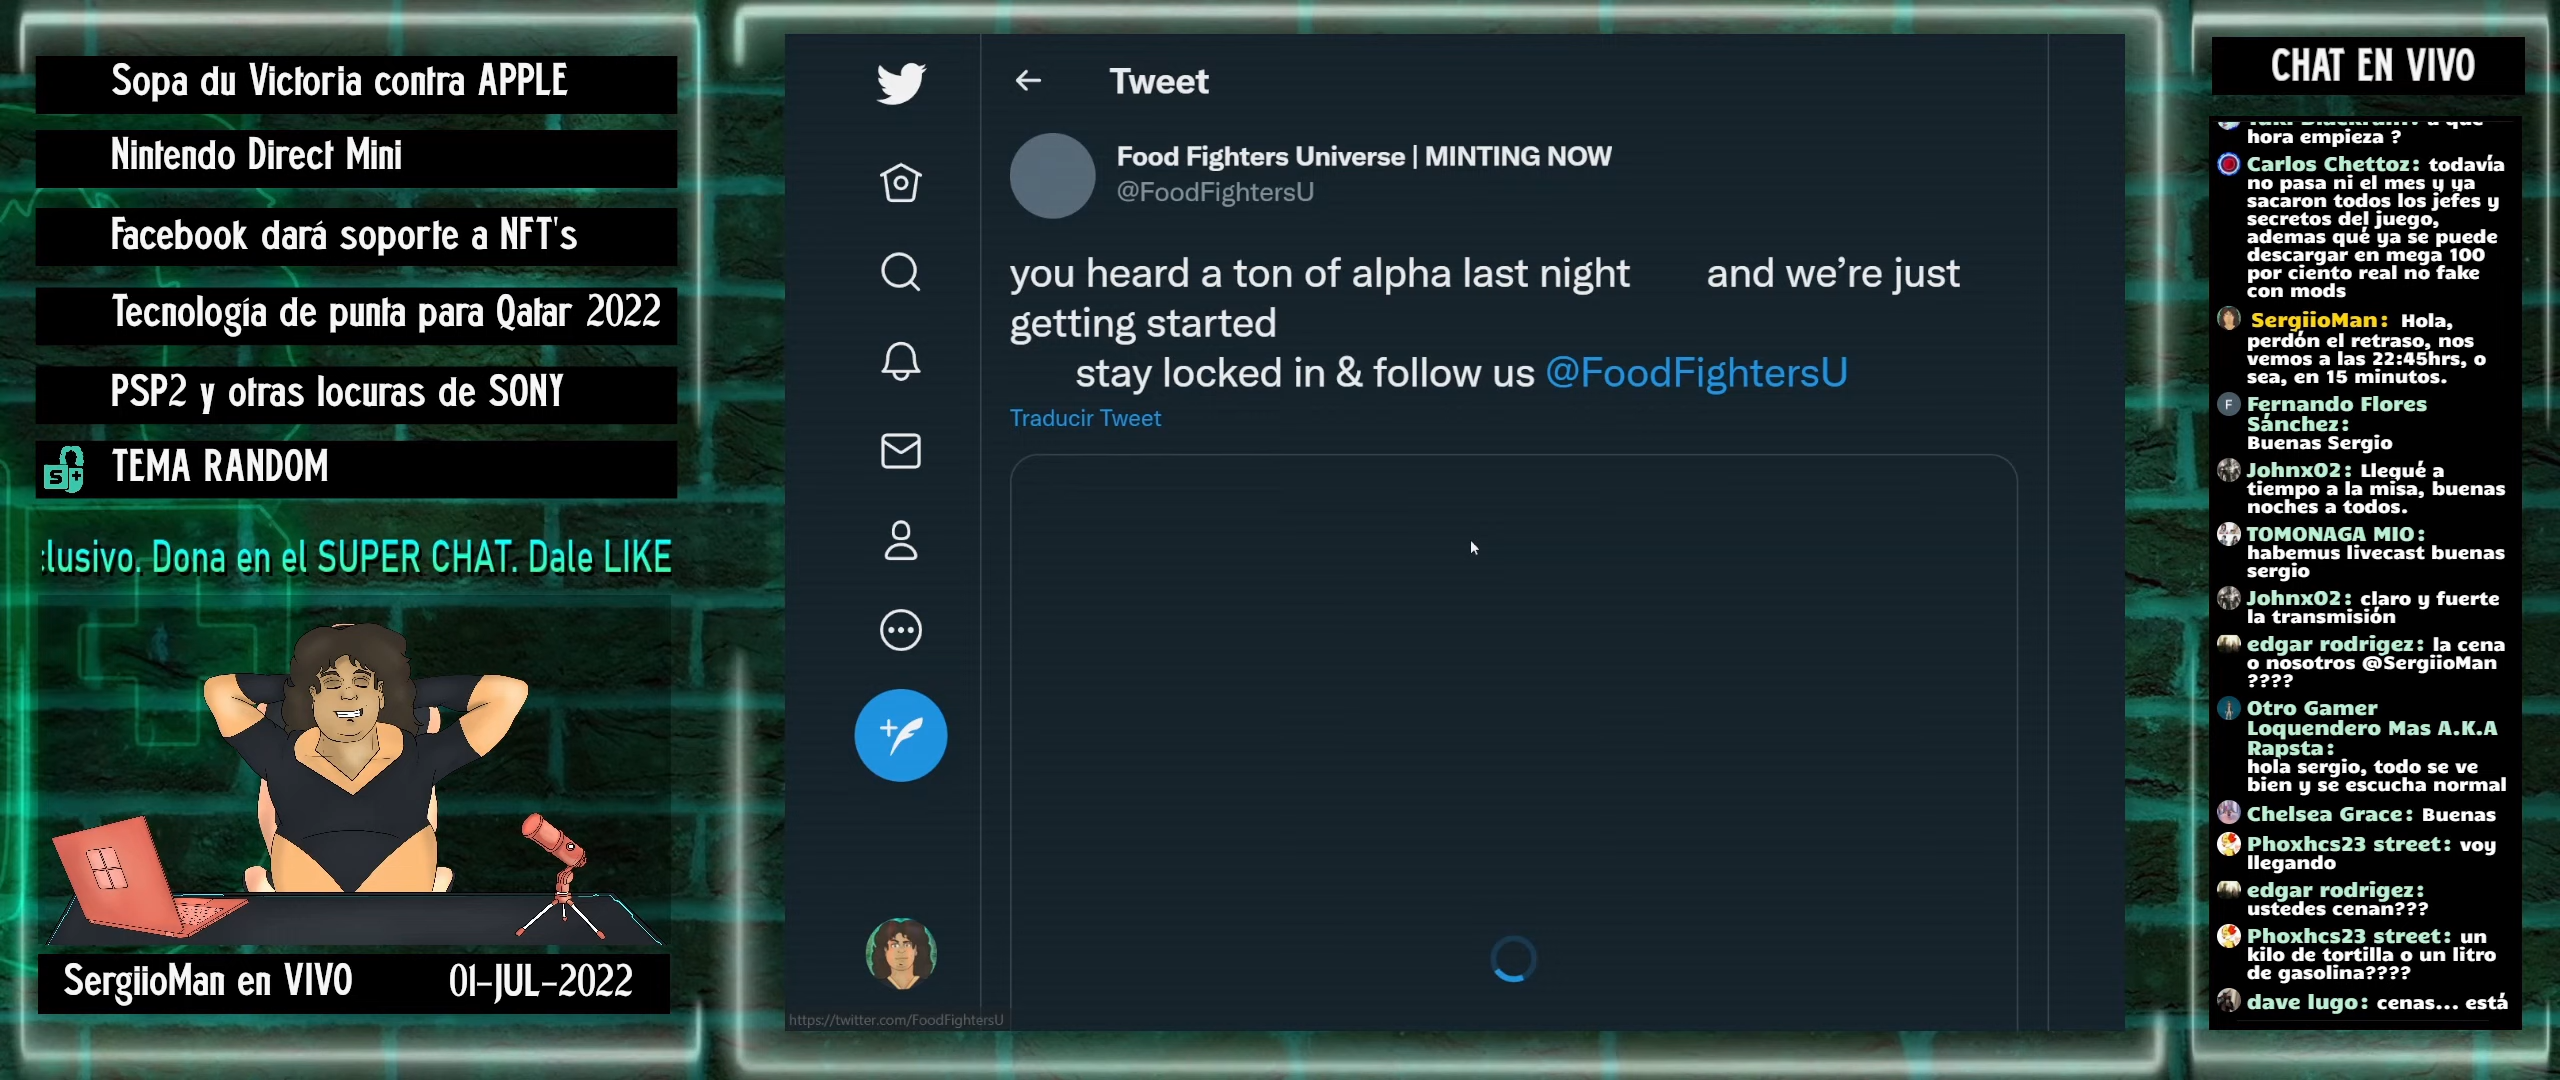 Sopa du Victoria contra APPLE
Nintendo Direct Mini
Facebook dará soporte a NFT's
Tecnología de punta para Qatar 2022
PSP2 y otras locuras de SONY
TEMA RANDOM
clusivo. Dona en el SUPER CHAT. Dale LIKE
SergiioMan en VIVO 01-JUL-2022
Tweet
Food Fighters Universe | MINTING NOW
@FoodFightersU
you heard a ton of alpha last night and we’re just
getting started
stay locked in & follow us @FoodFightersU
Traducir Tweet
https://twitter.com/FoodFightersU
CHAT EN VIVO
a que
hora empieza ?
Carlos Chettoz: todavía
no pasa ni el mes y ya
sacaron todos los jefes y
secretos del juego,
ademas qué ya se puede
descargar en mega 100
por ciento real no fake
con mods
SergiioMan: Hola,
perdón el retraso, nos
vemos a las 22:45hrs, o
sea, en 15 minutos.
F Fernando Flores
Sánchez:
Buenas Sergio
Johnx02: Llegué a
tiempo a la misa, buenas
noches a todos.
TOMONAGA MIO:
habemus livecast buenas
sergio
Johnx02: claro y fuerte
la transmisión
edgar rodrigez: la cena
o nosotros @SergiioMan
????
Otro Gamer
Loquendero Mas A.K.A
Rapsta:
hola sergio, todo se ve
bien y se escucha normal
Chelsea Grace: Buenas
Phoxhcs23 street: voy
llegando
edgar rodrigez:
ustedes cenan???
Phoxhcs23 street: un
kilo de tortilla o un litro
de gasolina????
dave lugo: cenas... está